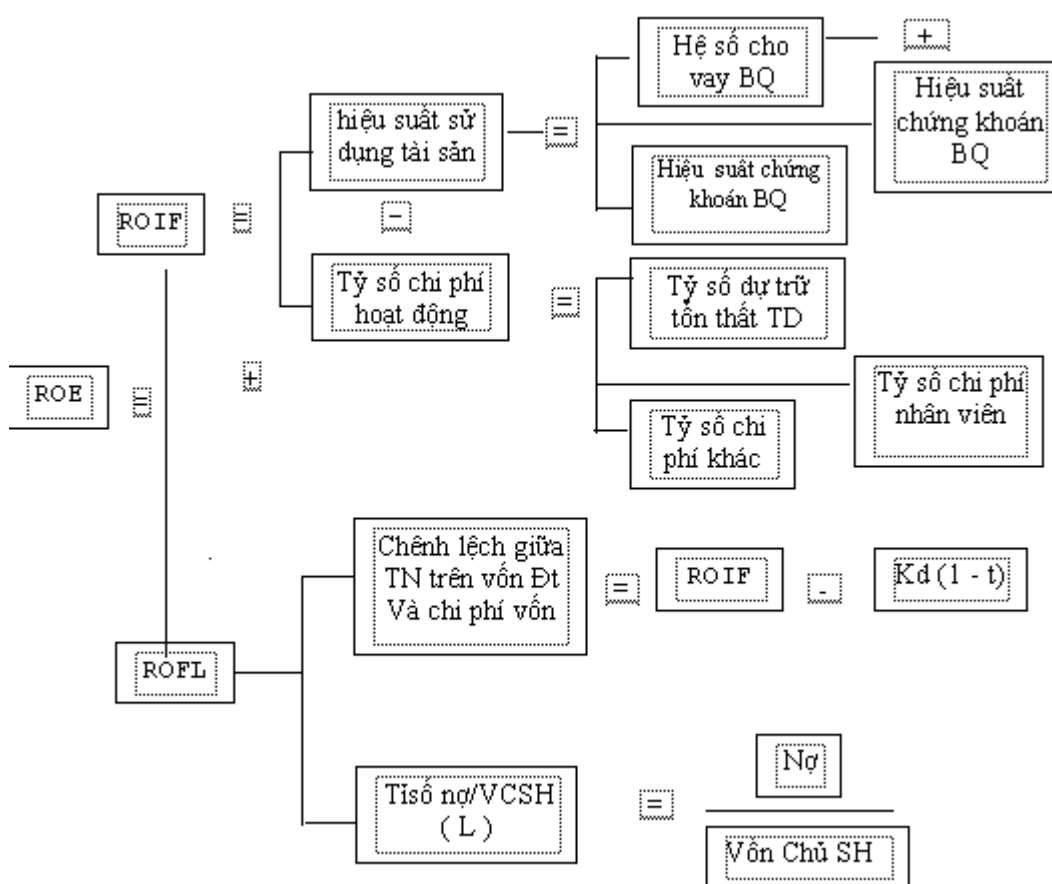 Hệ số cho
vay BQ
+
hiệu suất sử
dụng tài sản
=
Hiệu suất
chứng khoán
BQ
Hiệu suất chứng
khoán BQ
ROIF
=
-
Tỷ số chi phí
hoạt động
=
Tỷ số dự trữ
tổn thất TD
ROE
=
+
Tỷ số chi phí
nhân viên
Tỷ số chi
phí khác
Chênh lệch giữa
TN trên vốn Đt
Và chi phí vốn
=
ROIF
-
Kd (1 - t)
ROFL
Tỉsố nợ/VCSH
( L )
=
Nợ
Vốn Chủ SH